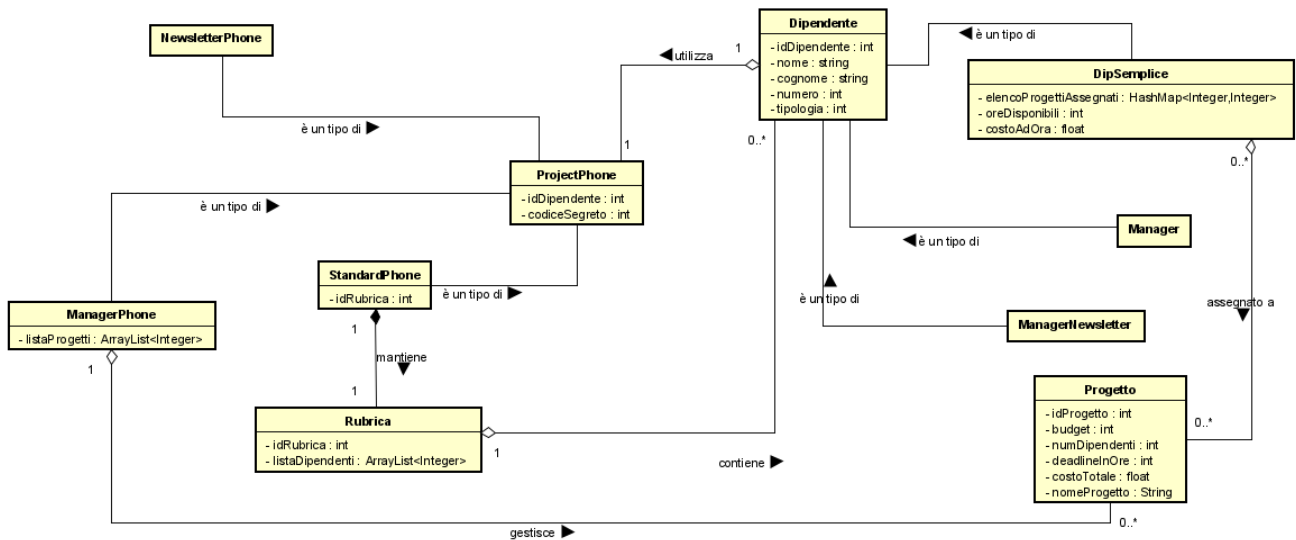 NewsletterPhone
è un tipo di
Dipendente
- idDipendente : int
- nome : string
- cognome : string
- numero : int
- tipologia : int
1
utilizza
1
0..*
è un tipo di
DipSemplice
- elencoProgettiAssegnati : HashMap<Integer,Integer>
- oreDisponibili : int
- costoAdOra : float
0..*
ProjectPhone
- idDipendente : int
- codiceSegreto : int
è un tipo di
Manager
è un tipo di
StandardPhone
- idRubrica : int
è un tipo di
1
mantiene
1
ManagerPhone
- listaProgetti : ArrayList<Integer>
1
è un tipo di
ManagerNewsletter
assegnato a
Rubrica
- idRubrica : int
- listaDipendenti : ArrayList<Integer>
1
contiene
Progetto
- idProgetto : int
- budget : int
- numDipendenti : int
- deadlineInOre : int
- costoTotale : float
- nomeProgetto : String
0..*
0..*
gestisce